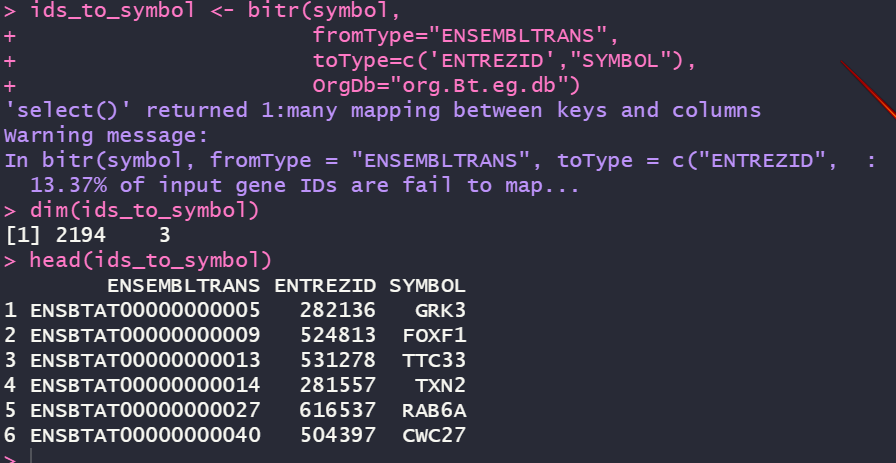 > ids_to_symbol <- bitr(symbol,
+                       fromType="ENSEMBLTRANS",
+                       toType=c('ENTREZID',"SYMBOL"),
+                       OrgDb="org.Bt.eg.db")
'select()' returned 1:many mapping between keys and columns
Warning message:
In bitr(symbol, fromType = "ENSEMBLTRANS", toType = c("ENTREZID",  :
  13.37% of input gene IDs are fail to map...
> dim(ids_to_symbol)
[1] 2194    3
> head(ids_to_symbol)
        ENSEMBLTRANS ENTREZID SYMBOL
1 ENSBTAT00000000005   282136   GRK3
2 ENSBTAT00000000009   524813  FOXF1
3 ENSBTAT00000000013   531278  TTC33
4 ENSBTAT00000000014   281557   TXN2
5 ENSBTAT00000000027   616537  RAB6A
6 ENSBTAT00000000040   504397  CWC27
>